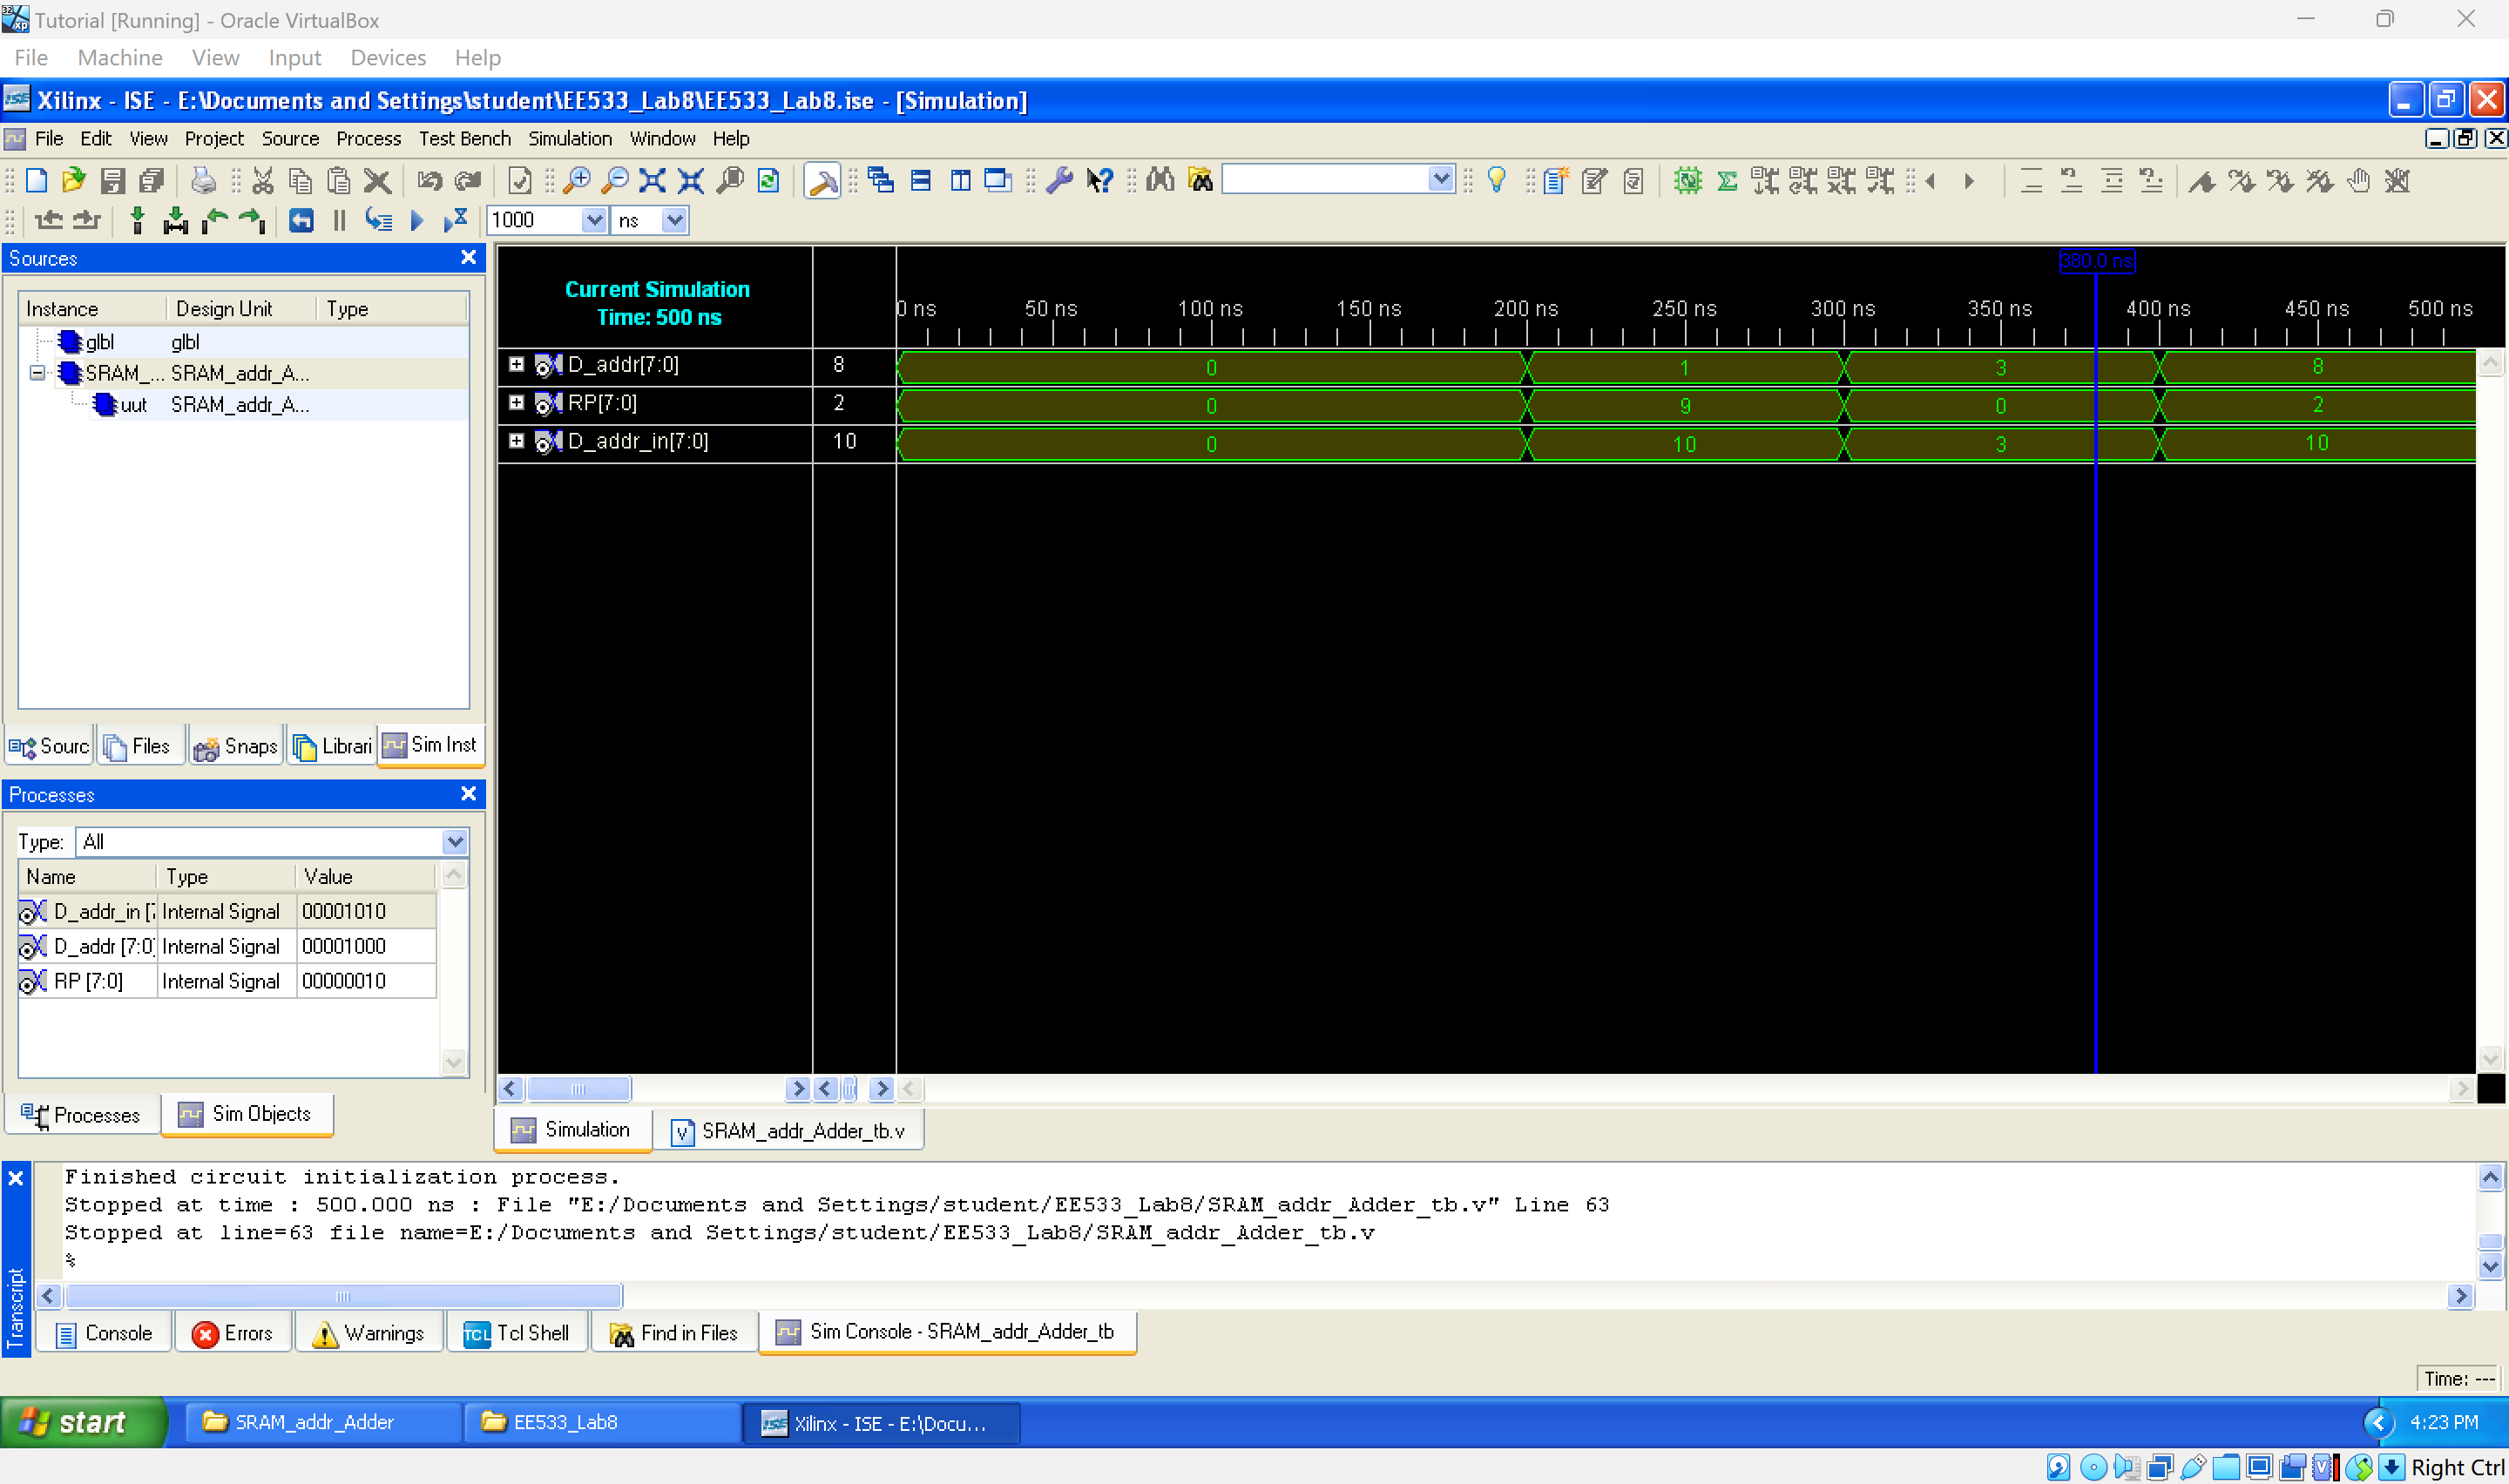 Tutorial [Running] - Oracle VirtualBox
File Machine View Input Devices Help
Xilinx - ISE - E:\Documents and Settings\student\EE533_Lab8\EE533_Lab8.ise - [Simulation]
File Edit View Project Source Process Test Bench Simulation Window Help
1000 ns
Sources
Instance Design Unit Type
glbl glbl
SRAM_... SRAM_addr_A...
uut SRAM_addr_A...
Sourc Files Snaps Librari Sim Inst
Processes
Type: All
Name Type Value
D_addr_in [7 Internal Signal 00001010
D_addr [7:0] Internal Signal 00001000
RP [7:0] Internal Signal 00000010
Processes Sim Objects
380.0 ns
Current Simulation
Time: 500 ns
0 ns 50 ns 100 ns 150 ns 200 ns 250 ns 300 ns 350 ns 400 ns 450 ns 500 ns
D_addr[7:0] 8 0 1 3 8
RP[7:0] 2 0 9 0 2
D_addr_in[7:0] 10 0 10 3 10
Simulation SRAM_addr_Adder_tb.v
Transcript
Finished circuit initialization process.
Stopped at time : 500.000 ns : File "E:/Documents and Settings/student/EE533_Lab8/SRAM_addr_Adder_tb.v" Line 63
Stopped at line=63 file name=E:/Documents and Settings/student/EE533_Lab8/SRAM_addr_Adder_tb.v
%
Console Errors Warnings Tcl Shell Find in Files Sim Console - SRAM_addr_Adder_tb
Time: ---
start SRAM_addr_Adder EE533_Lab8 Xilinx - ISE - E:\Docu... 4:23 PM
Right Ctrl